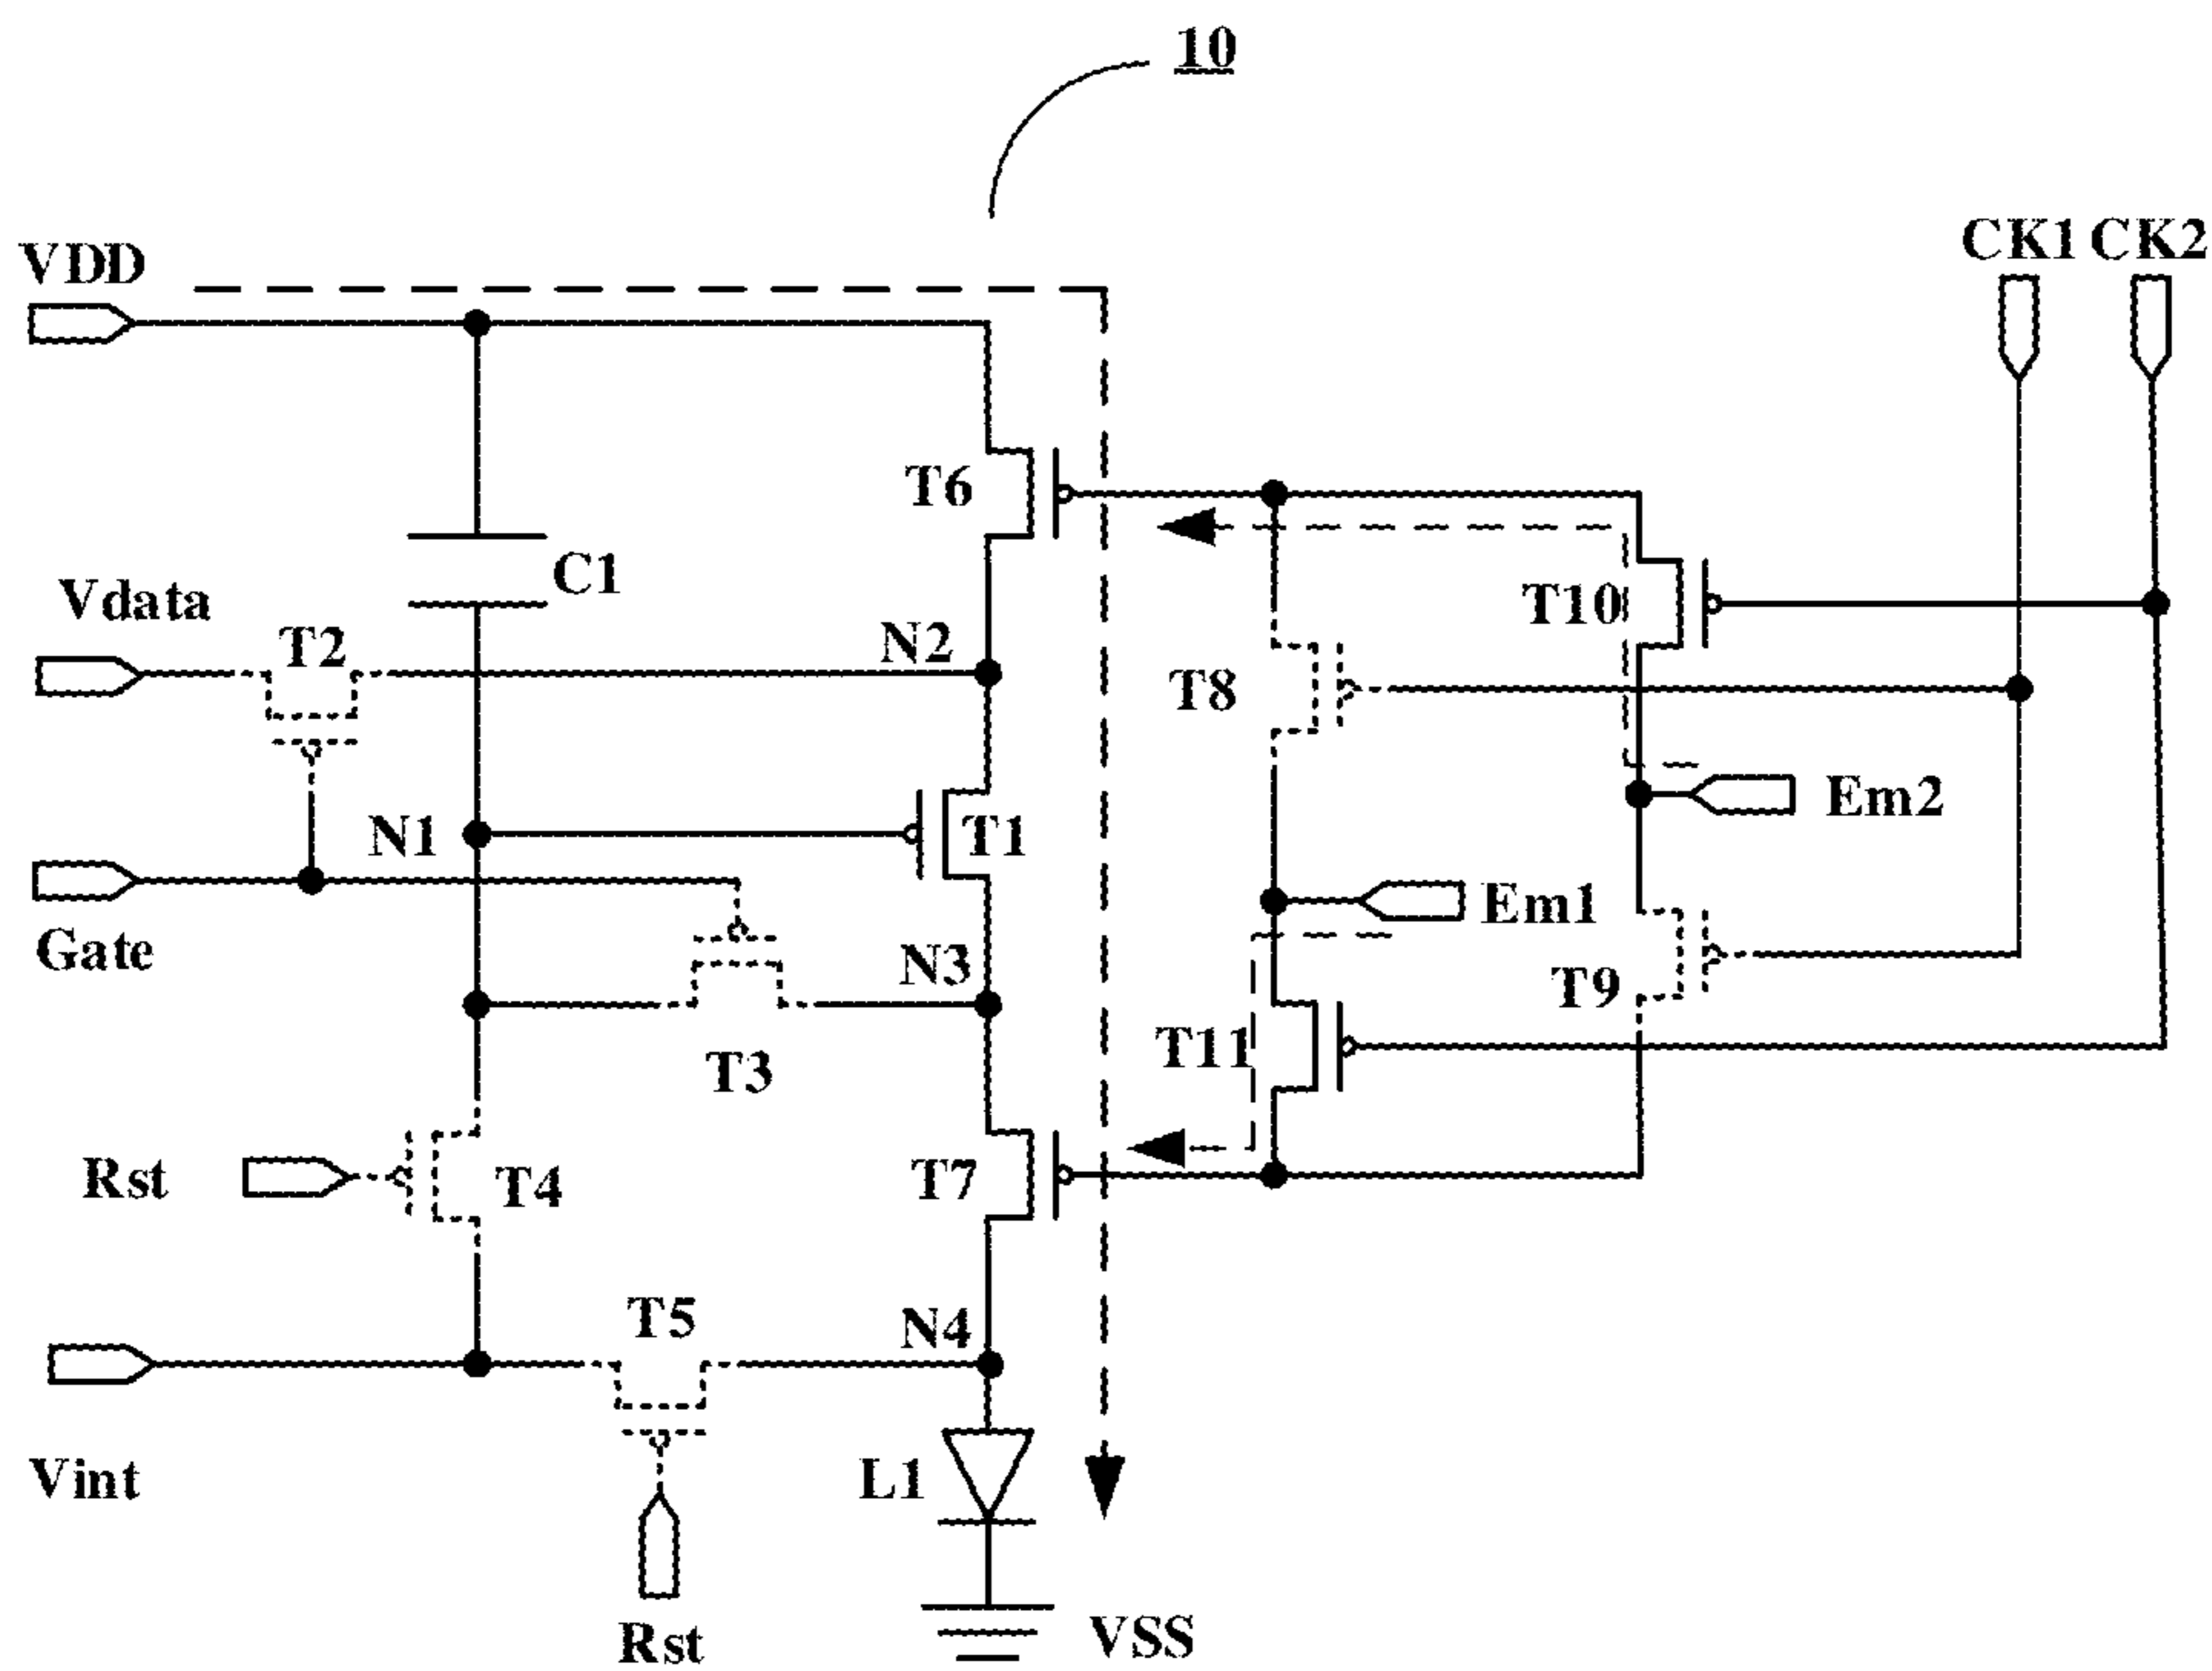 10
CK1 CK2
VDD
T6
C1
T10
Vdata
T2
N2
T8
Em2
N1
T1
Em1
Gate
N3
T9
T11
T3
Rst
T4
T7
T5
N4
Vint
L1
Rst
VSS